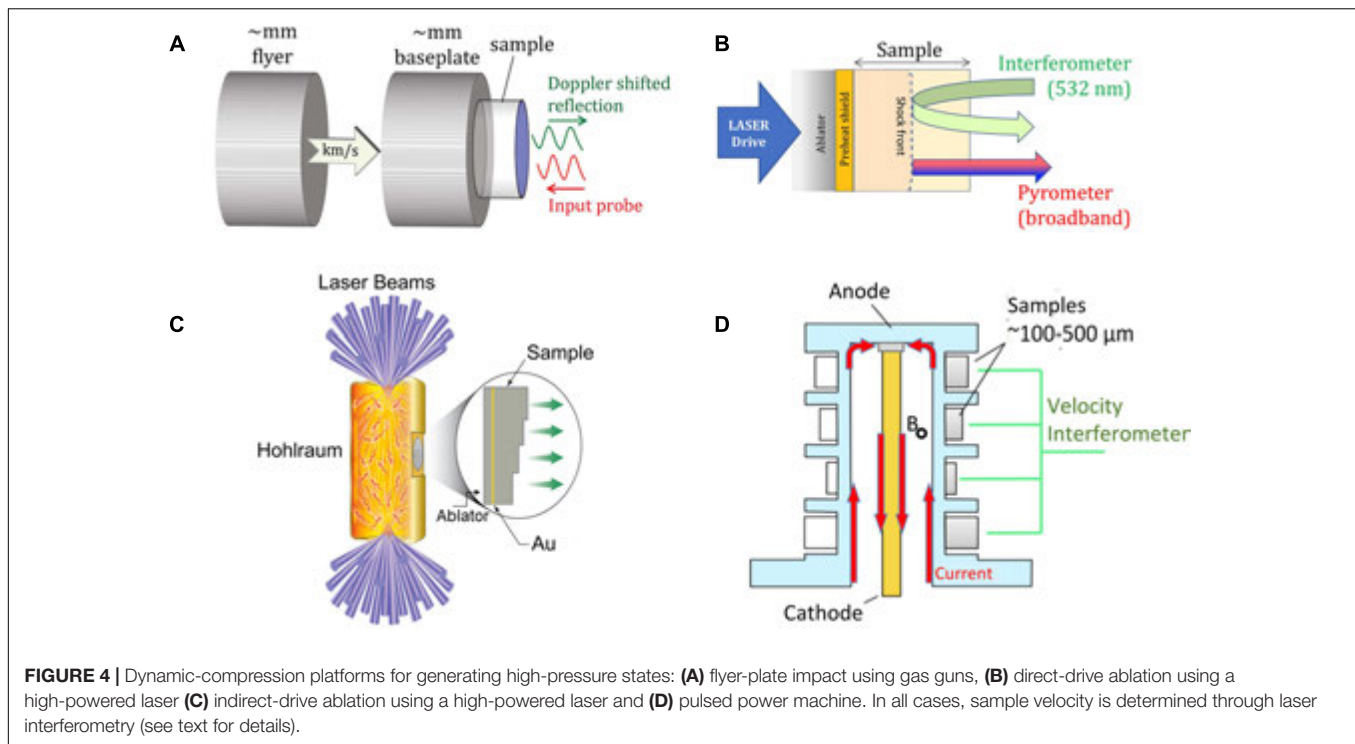 A
~mm
flyer
km/s
~mm
baseplate
sample
Doppler shifted
reflection
Input probe
B
Sample
LASER
Drive
Ablator
Preheat shield
Shock front
Interferometer
(532 nm)
Pyrometer
(broadband)
C
Laser Beams
Hohlraum
Sample
Ablator
Au
D
Anode
Samples
~100-500 µm
B
Velocity
Interferometer
Current
Cathode
FIGURE 4 | Dynamic-compression platforms for generating high-pressure states: (A) flyer-plate impact using gas guns, (B) direct-drive ablation using a
high-powered laser (C) indirect-drive ablation using a high-powered laser and (D) pulsed power machine. In all cases, sample velocity is determined through laser
interferometry (see text for details).